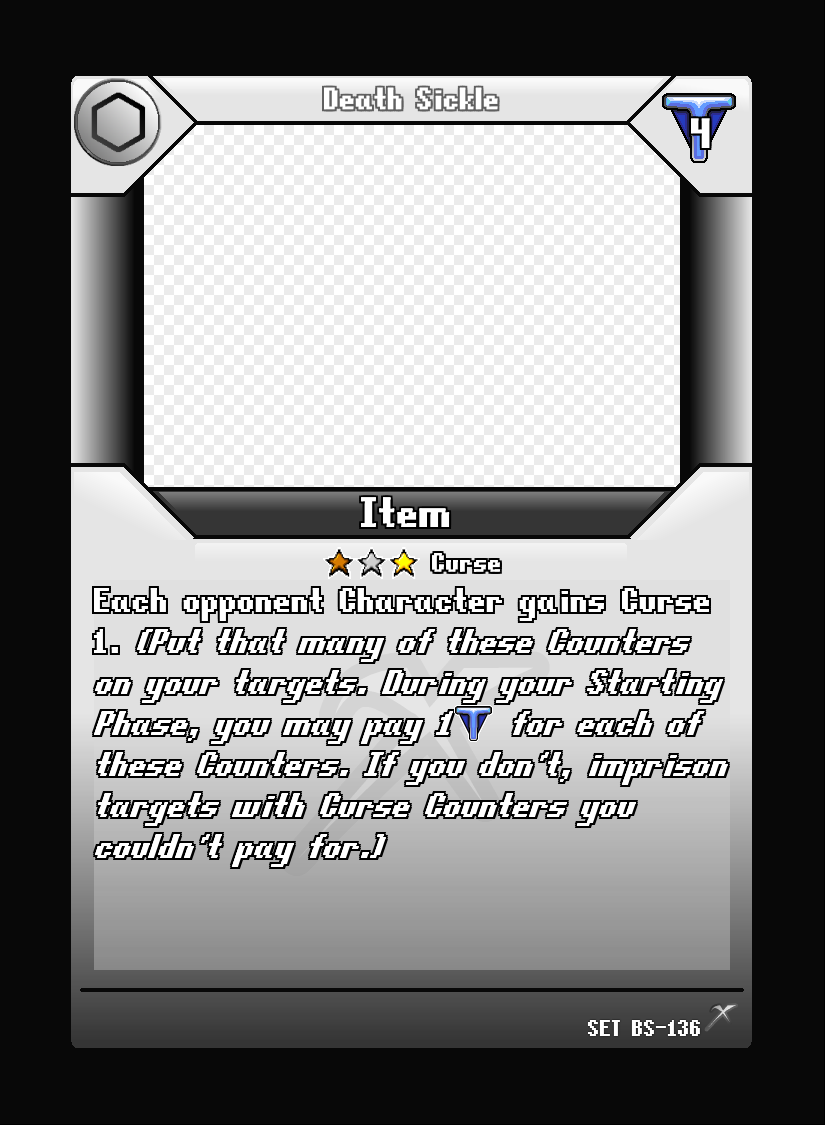 Death Sickle
4
Item
Curse
Each opponent Character gains Curse
1. (Put that many of these Counters
on your targets. During your Starting
Phase, you may pay 1T for each of
these Counters. If you don't, imprison
targets with Curse Counters you
couldn't pay for.)
SET BS-136